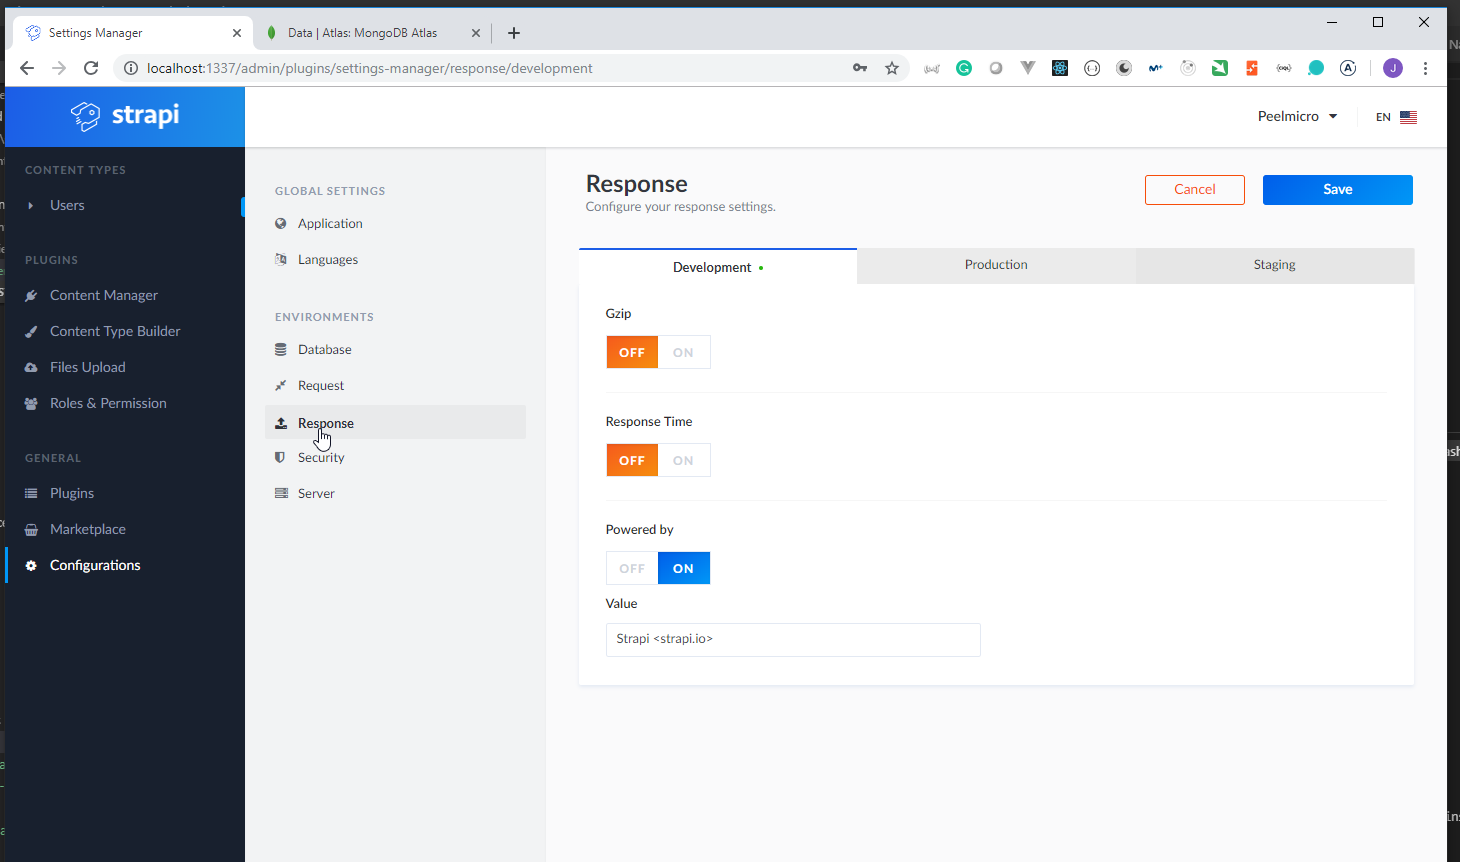 Settings Manager
Data | Atlas: MongoDB Atlas
localhost:1337/admin/plugins/settings-manager/response/development
strapi
Peelmicro
EN
CONTENT TYPES
Users
PLUGINS
Content Manager
Content Type Builder
Files Upload
Roles & Permission
GENERAL
Plugins
Marketplace
Configurations
GLOBAL SETTINGS
Application
Languages
ENVIRONMENTS
Database
Request
Response
Security
Server
Response
Configure your response settings.
Cancel
Save
Development
Production
Staging
Gzip
OFF ON
Response Time
OFF ON
Powered by
OFF ON
Value
Strapi <strapi.io>